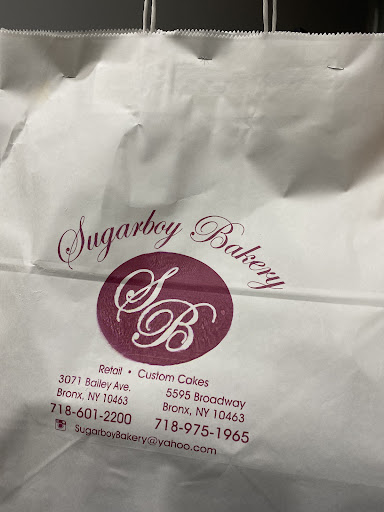 Sugarboy Bakery
SB
Retail • Custom Cakes
3071 Bailey Ave. 5595 Broadway
Bronx, NY 10463 Bronx, NY 10463
718-601-2200 718-975-1965
SugarboyBakery@yahoo.com